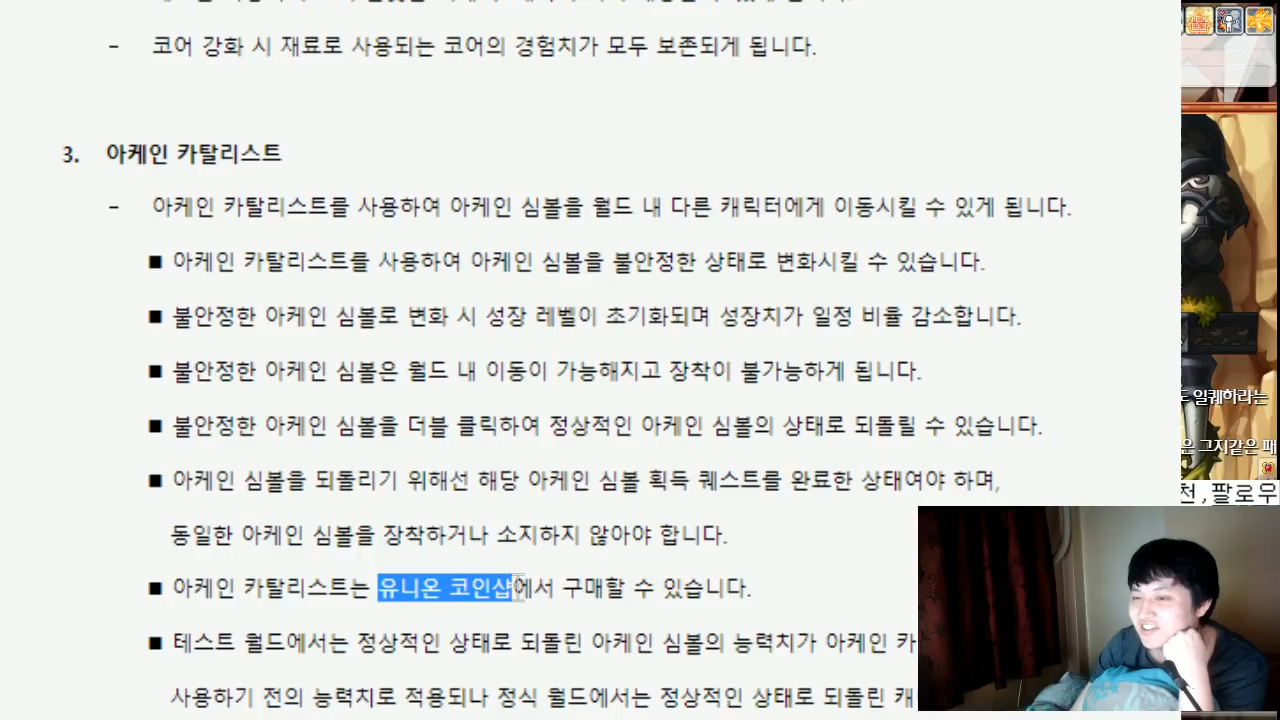 - 코어 강화 시 재료로 사용되는 코어의 경험치가 모두 보존되게 됩니다.
3. 아케인 카탈리스트
- 아케인 카탈리스트를 사용하여 아케인 심볼을 월드 내 다른 캐릭터에게 이동시킬 수 있게 됩니다.
■ 아케인 카탈리스트를 사용하여 아케인 심볼을 불안정한 상태로 변화시킬 수 있습니다.
■ 불안정한 아케인 심볼로 변화 시 성장 레벨이 초기화되며 성장치가 일정 비율 감소합니다.
■ 불안정한 아케인 심볼은 월드 내 이동이 가능해지고 장착이 불가능하게 됩니다.
■ 불안정한 아케인 심볼을 더블 클릭하여 정상적인 아케인 심볼의 상태로 되돌릴 수 있습니다.
■ 아케인 심볼을 되돌리기 위해선 해당 아케인 심볼 획득 퀘스트를 완료한 상태여야 하며,
동일한 아케인 심볼을 장착하거나 소지하지 않아야 합니다.
■ 아케인 카탈리스트는 유니온 코인샵에서 구매할 수 있습니다.
■ 테스트 월드에서는 정상적인 상태로 되돌린 아케인 심볼의 능력치가 아케인 카
사용하기 전의 능력치로 적용되나 정식 월드에서는 정상적인 상태로 되돌린
일퀘하라는
그지같은
천,팔로우